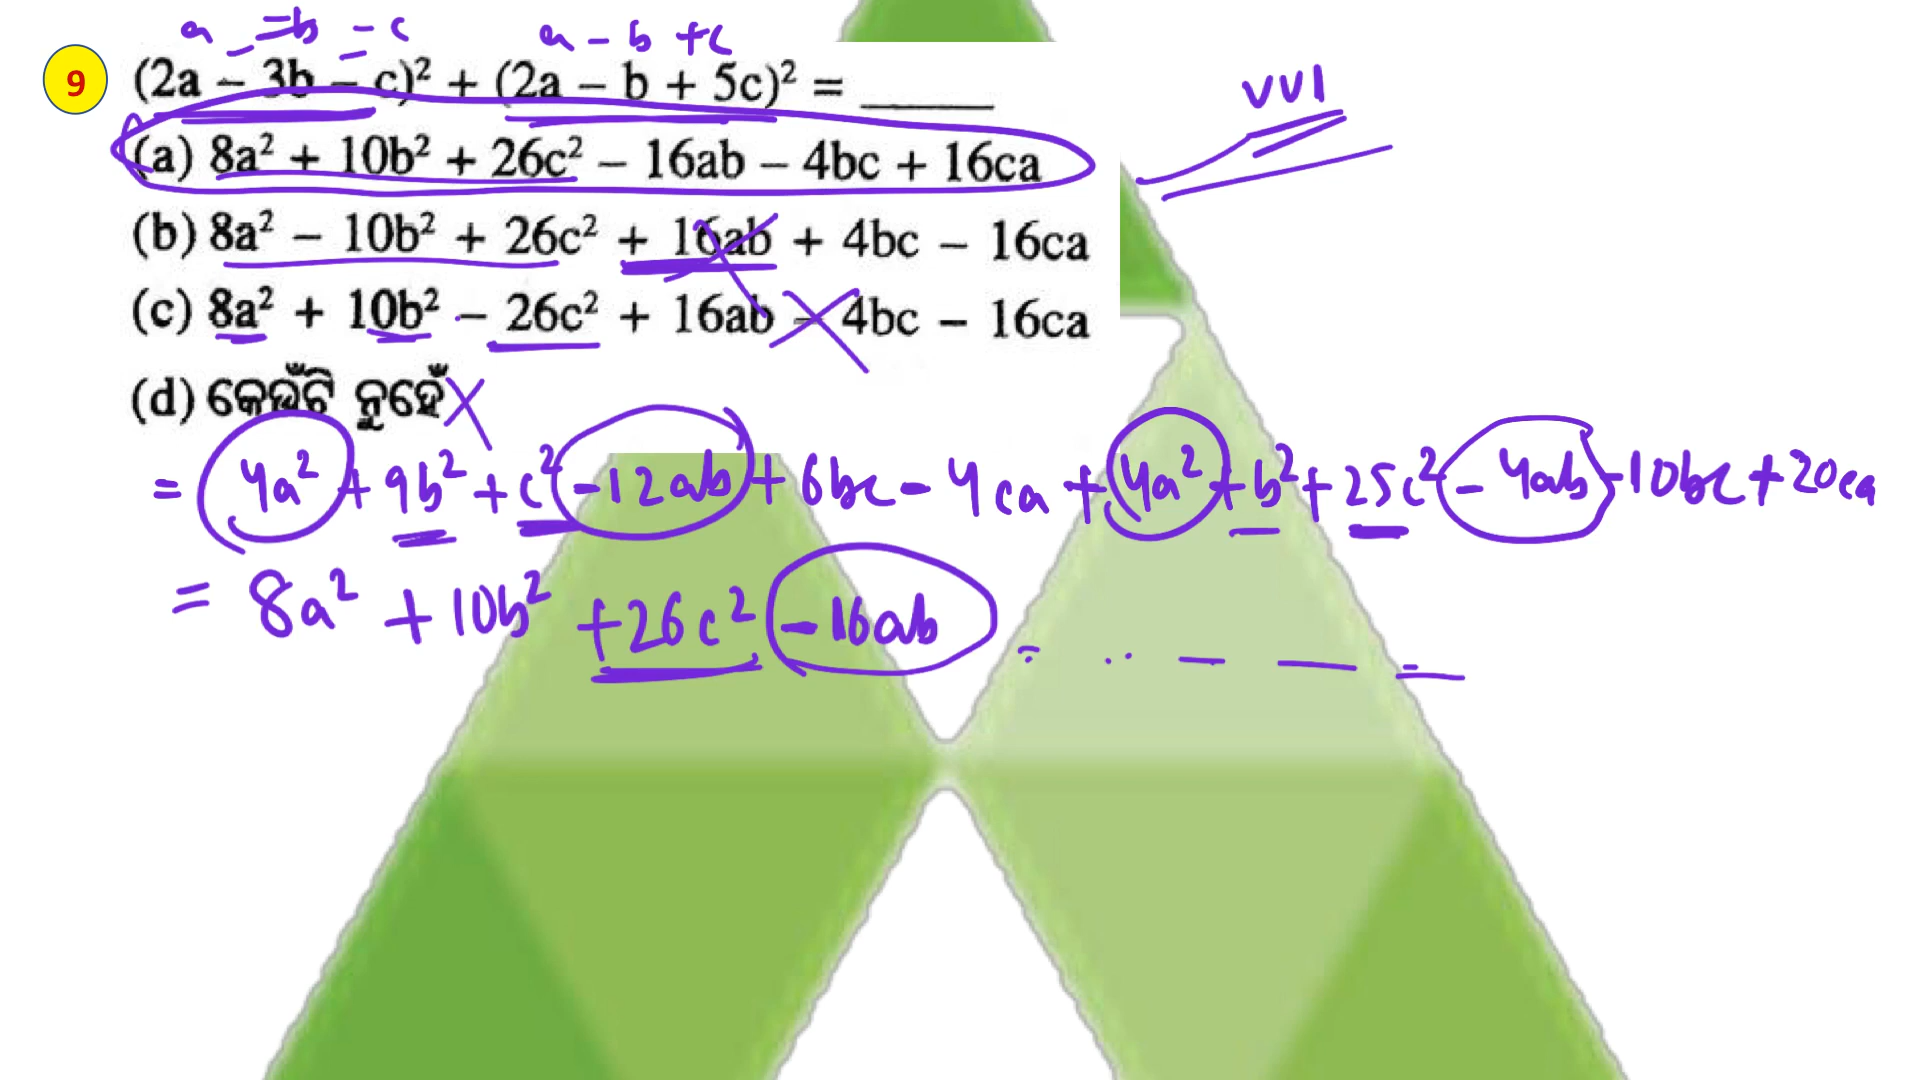 a - =b - c a - b + c
9 (2a – 3b – c)² + (2a – b + 5c)² = ______
VVI
(a) 8a² + 10b² + 26c² – 16ab – 4bc + 16ca
(b) 8a² – 10b² + 26c² + 16ab + 4bc – 16ca
(c) 8a² + 10b² – 26c² + 16ab – 4bc – 16ca
(d) କେଉଁଟି ନୁହେଁ
= 4a² + 9b² + c² - 12ab + 6bc - 4ca + 4a² + b² + 25c² - 4ab - 10bc + 20ca
= 8a² + 10b² + 26c² - 16ab